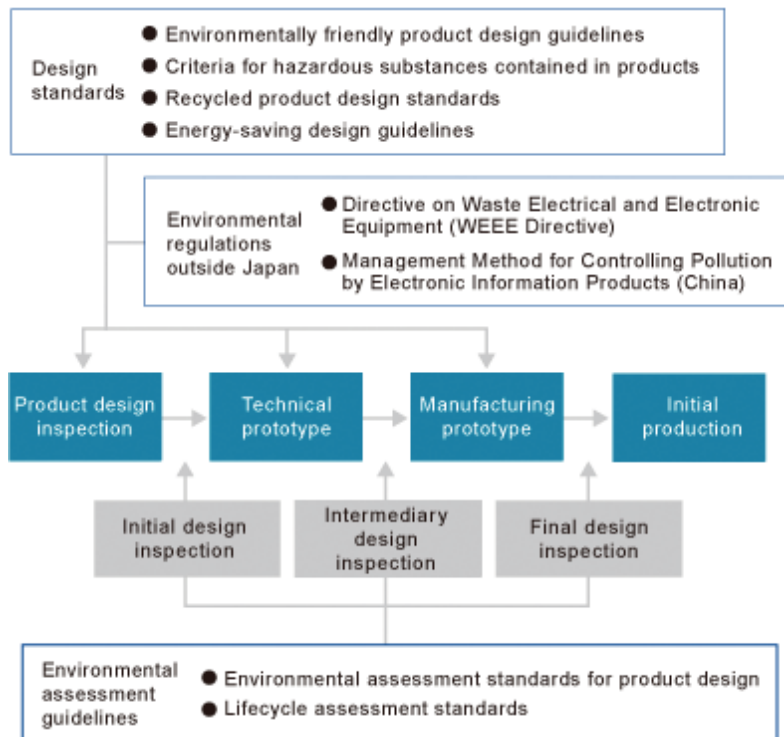 Design
standards
● Environmentally friendly product design guidelines
● Criteria for hazardous substances contained in products
● Recycled product design standards
● Energy-saving design guidelines
Environmental
regulations
outside Japan
● Directive on Waste Electrical and Electronic
Equipment (WEEE Directive)
● Management Method for Controlling Pollution
by Electronic Information Products (China)
Product design
inspection
Technical
prototype
Manufacturing
prototype
Initial
production
Initial design
inspection
Intermediary
design
inspection
Final design
inspection
Environmental
assessment
guidelines
● Environmental assessment standards for product design
● Lifecycle assessment standards